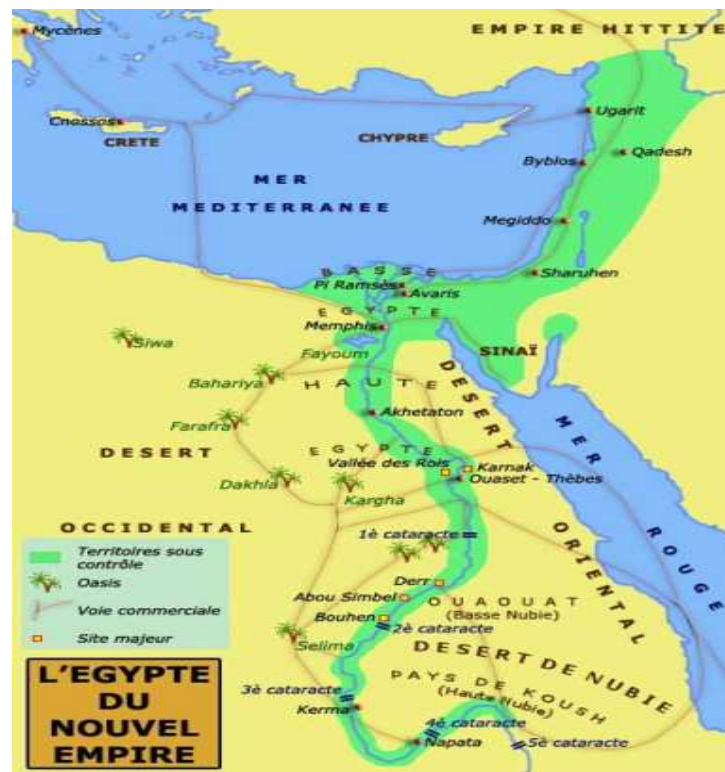 Mycènes
EMPIRE HITTITE
Ugarit
Cnossos
CRETE
CHYPRE
Qadesh
Byblos
MER
MEDITERRANEE
Megiddo
BASSE
Sharuhen
Pi Ramsès
Avaris
EGYPTE
Memphis
Siwa
Fayoum
SINAÏ
Bahariya
HAUTE
DESERT
Akhetaton
Farafra
MER
DESERT
EGYPTE
Vallée des Rois
Karnak
Dakhla
Kargha
Ouaset - Thèbes
ROUGE
OCCIDENTAL
1è cataracte
ORIENTAL
Territoires sous
contrôle
Oasis
Derr
Voie commerciale
Abou Simbel
OUAOUAT
(Basse Nubie)
Bouhen
Site majeur
2è cataracte
Selima
DESERT DE NUBIE
L'EGYPTE
DU
NOUVEL
EMPIRE
PAYS DE KOUSH
(Haute Nubie)
3è cataracte
Kerma
4è cataracte
Napata
5è cataracte